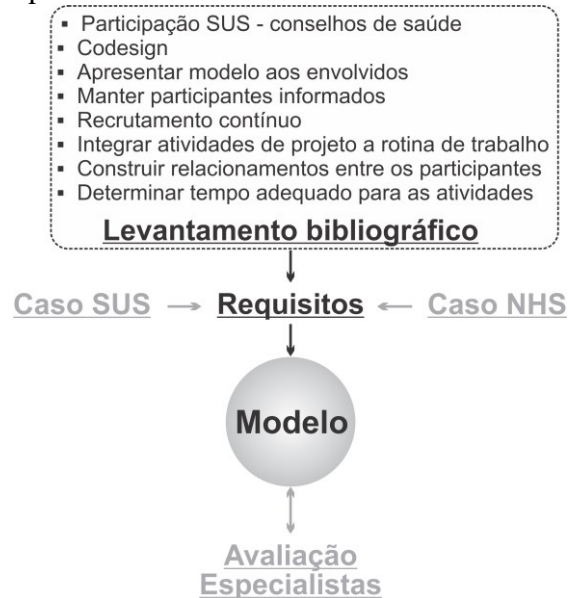 ▪ Participação SUS - conselhos de saúde
▪ Codesign
▪ Apresentar modelo aos envolvidos
▪ Manter participantes informados
▪ Recrutamento contínuo
▪ Integrar atividades de projeto a rotina de trabalho
▪ Construir relacionamentos entre os participantes
▪ Determinar tempo adequado para as atividades
Levantamento bibliográfico
Caso SUS → Requisitos ← Caso NHS
Modelo
Avaliação
Especialistas